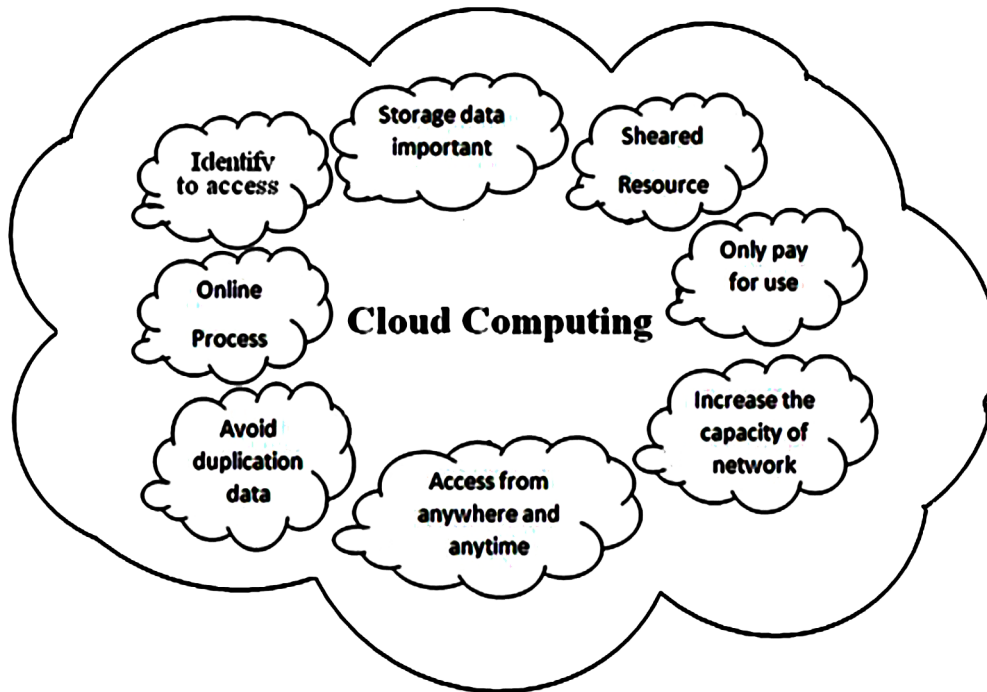 Storage data
important
Sheared
Resource
Identify
to access
Only pay
for use
Online
Process
Cloud Computing
Increase the
capacity of
network
Avoid
duplication
data
Access from
anywhere and
anytime